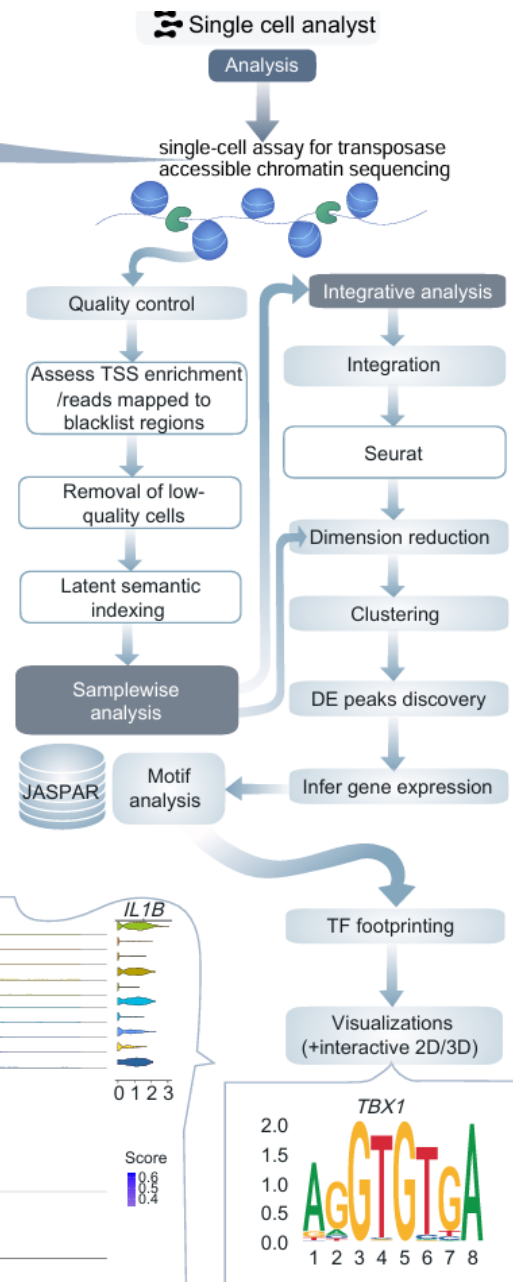 Single cell analyst
Analysis
single-cell assay for transposase
accessible chromatin sequencing
Quality control
Assess TSS enrichment
/reads mapped to
blacklist regions
Removal of low-
quality cells
Latent semantic
indexing
Samplewise
analysis
Integrative analysis
Integration
Seurat
Dimension reduction
Clustering
DE peaks discovery
Infer gene expression
Motif
analysis
JASPAR
TF footprinting
Visualizations
(+interactive 2D/3D)
IL1B
0 1 2 3
Score
0.6
0.5
0.4
TBX1
2.0
1.5
1.0
0.5
0.0
AGGTGTGA
1 2 3 4 5 6 7 8